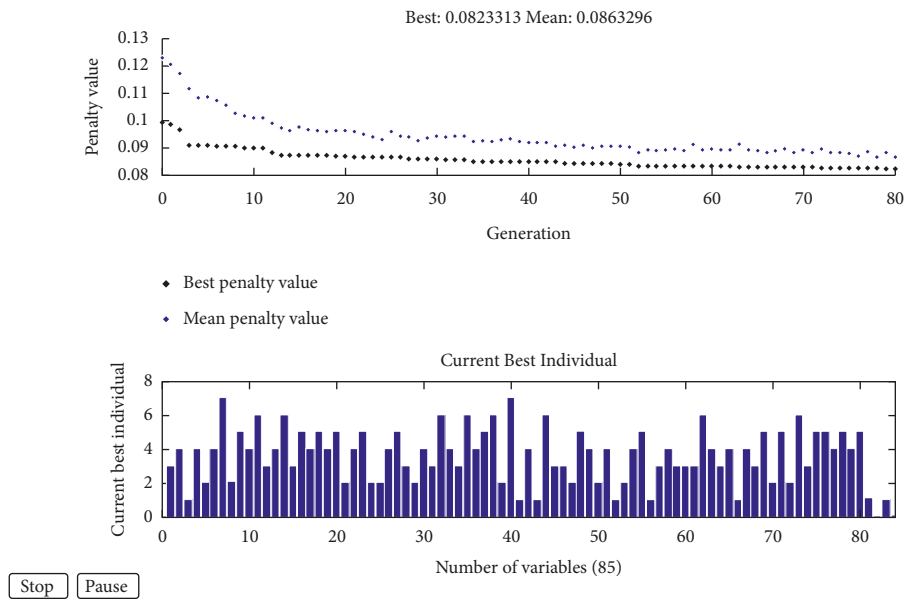 Best: 0.0823313 Mean: 0.0863296
Penalty value
0.13
0.12
0.11
0.1
0.09
0.08
0 10 20 30 40 50 60 70 80
Generation
Best penalty value
Mean penalty value
Current Best Individual
Current best individual
8
6
4
2
0
0 10 20 30 40 50 60 70 80
Number of variables (85)
Stop Pause